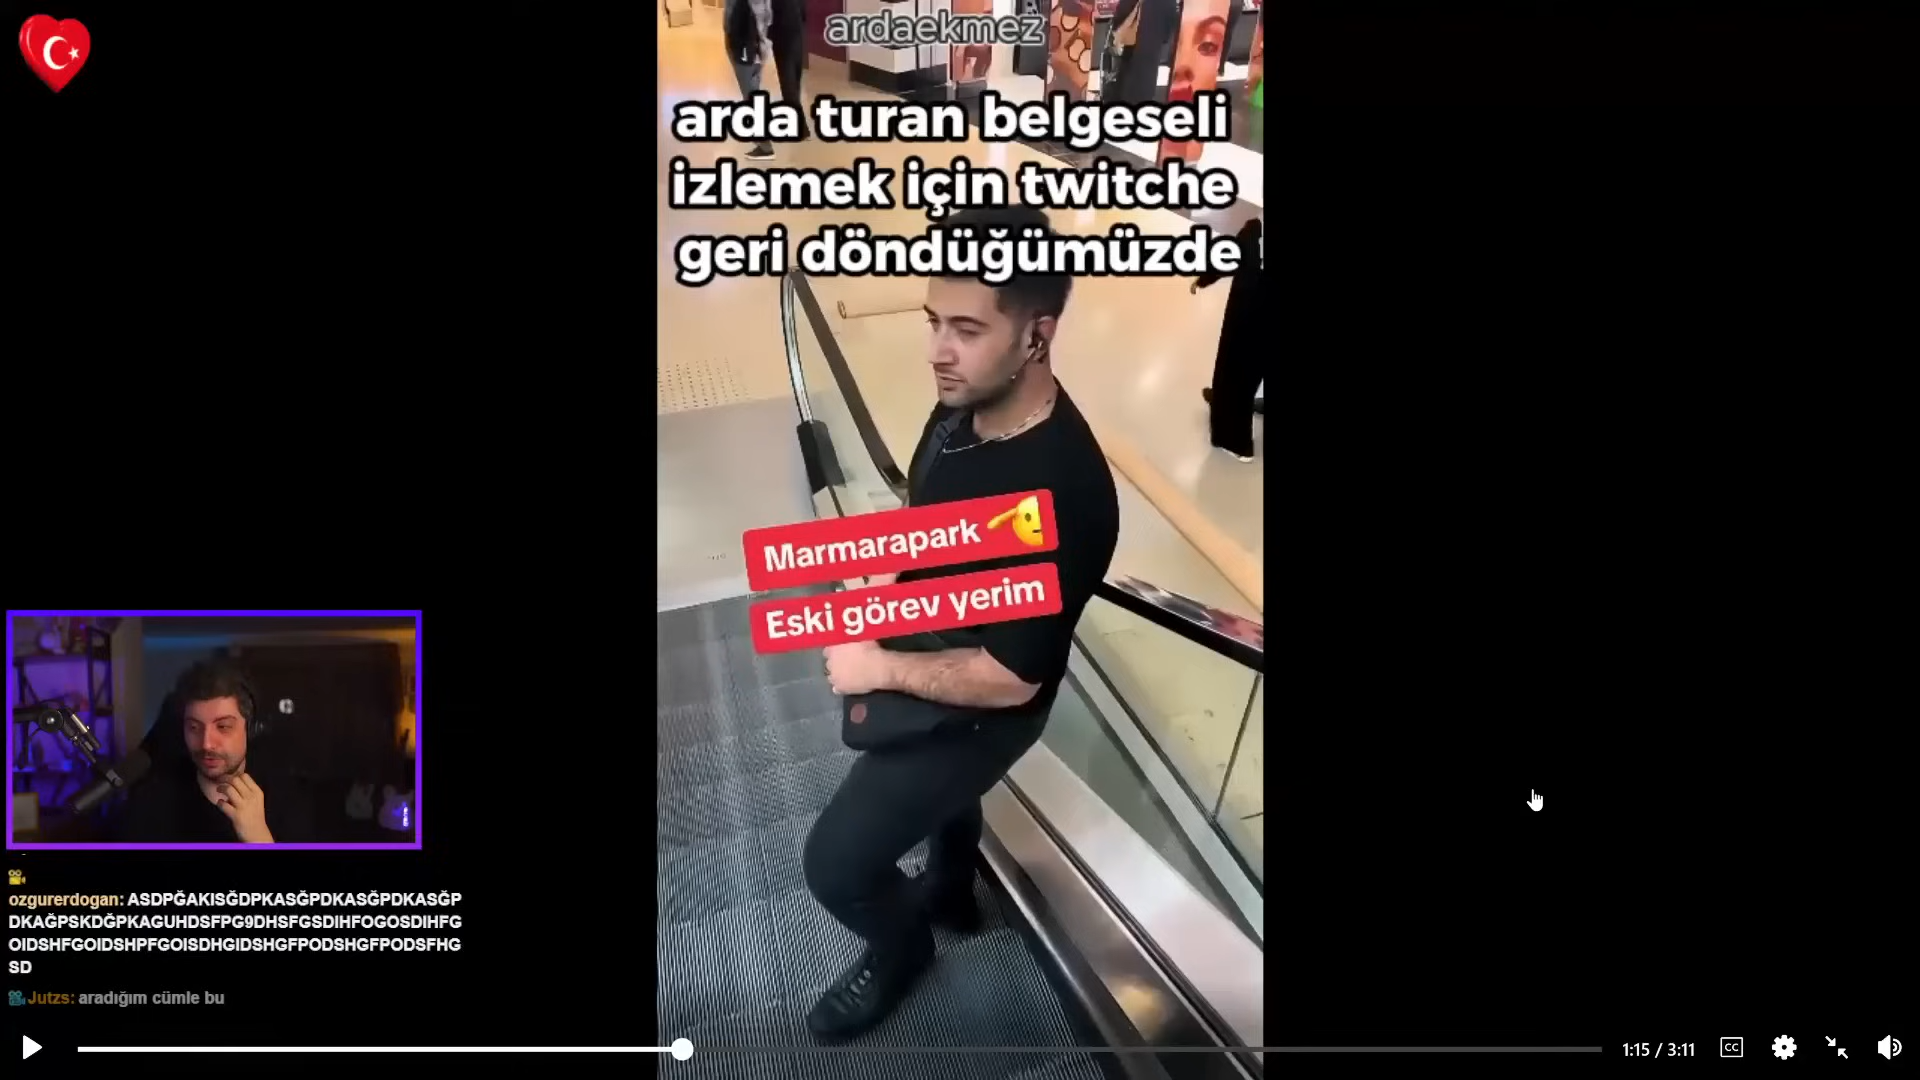 ardaekmez
arda turan belgeseli
izlemek için twitche
geri döndüğümüzde
Marmarapark
Eski görev yerim
ozgurerdogan: ASDPĞAKISĞDPKASĞPDKASĞPDKASĞP
DKAĞPSKDĞPKAGUHDSFPG9DHSFGSDIHFOGOSDIHFG
OIDSHFGOIDSHPFGOISDHGIDSHGFPODSHGFPODSFHG
SD
Jutzs: aradığım cümle bu
1:15 / 3:11
CC